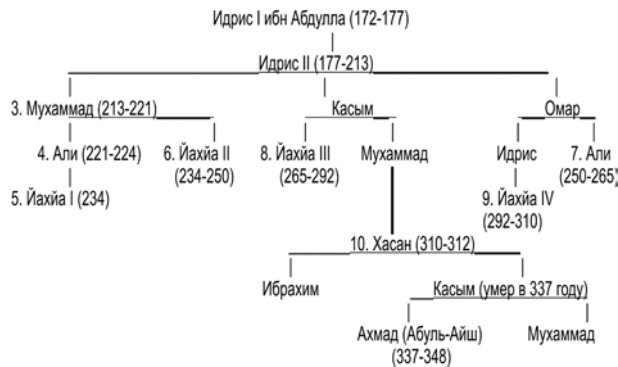 Идрис I ибн Абдулла (172-177)
Идрис II (177-213)
3. Мухаммад (213-221) Касым Омар
4. Али (221-224) 6. Йахйа II 8. Йахйа III Мухаммад Идрис 7. Али
(234-250) (265-292) (250-265)
5. Йахйа I (234) 9. Йахйа IV
(292-310)
10. Хасан (310-312)
Ибрахим Касым (умер в 337 году)
Ахмад (Абуль-Айш) Мухаммад
(337-348)